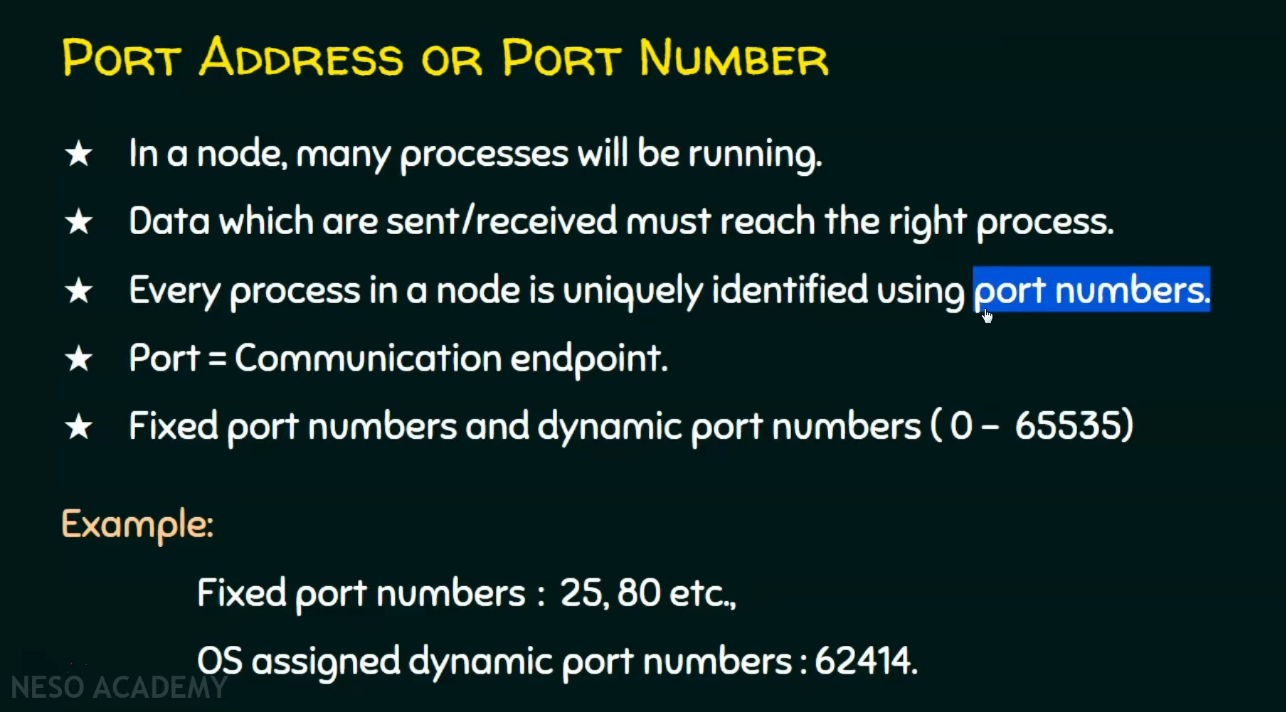 PORT ADDRESS OR PORT NUMBER
★ In a node, many processes will be running.
★ Data which are sent/received must reach the right process.
★ Every process in a node is uniquely identified using port numbers.
★ Port = Communication endpoint.
★ Fixed port numbers and dynamic port numbers ( 0 – 65535)
Example:
Fixed port numbers : 25, 80 etc.,
OS assigned dynamic port numbers : 62414.
NESO ACADEMY